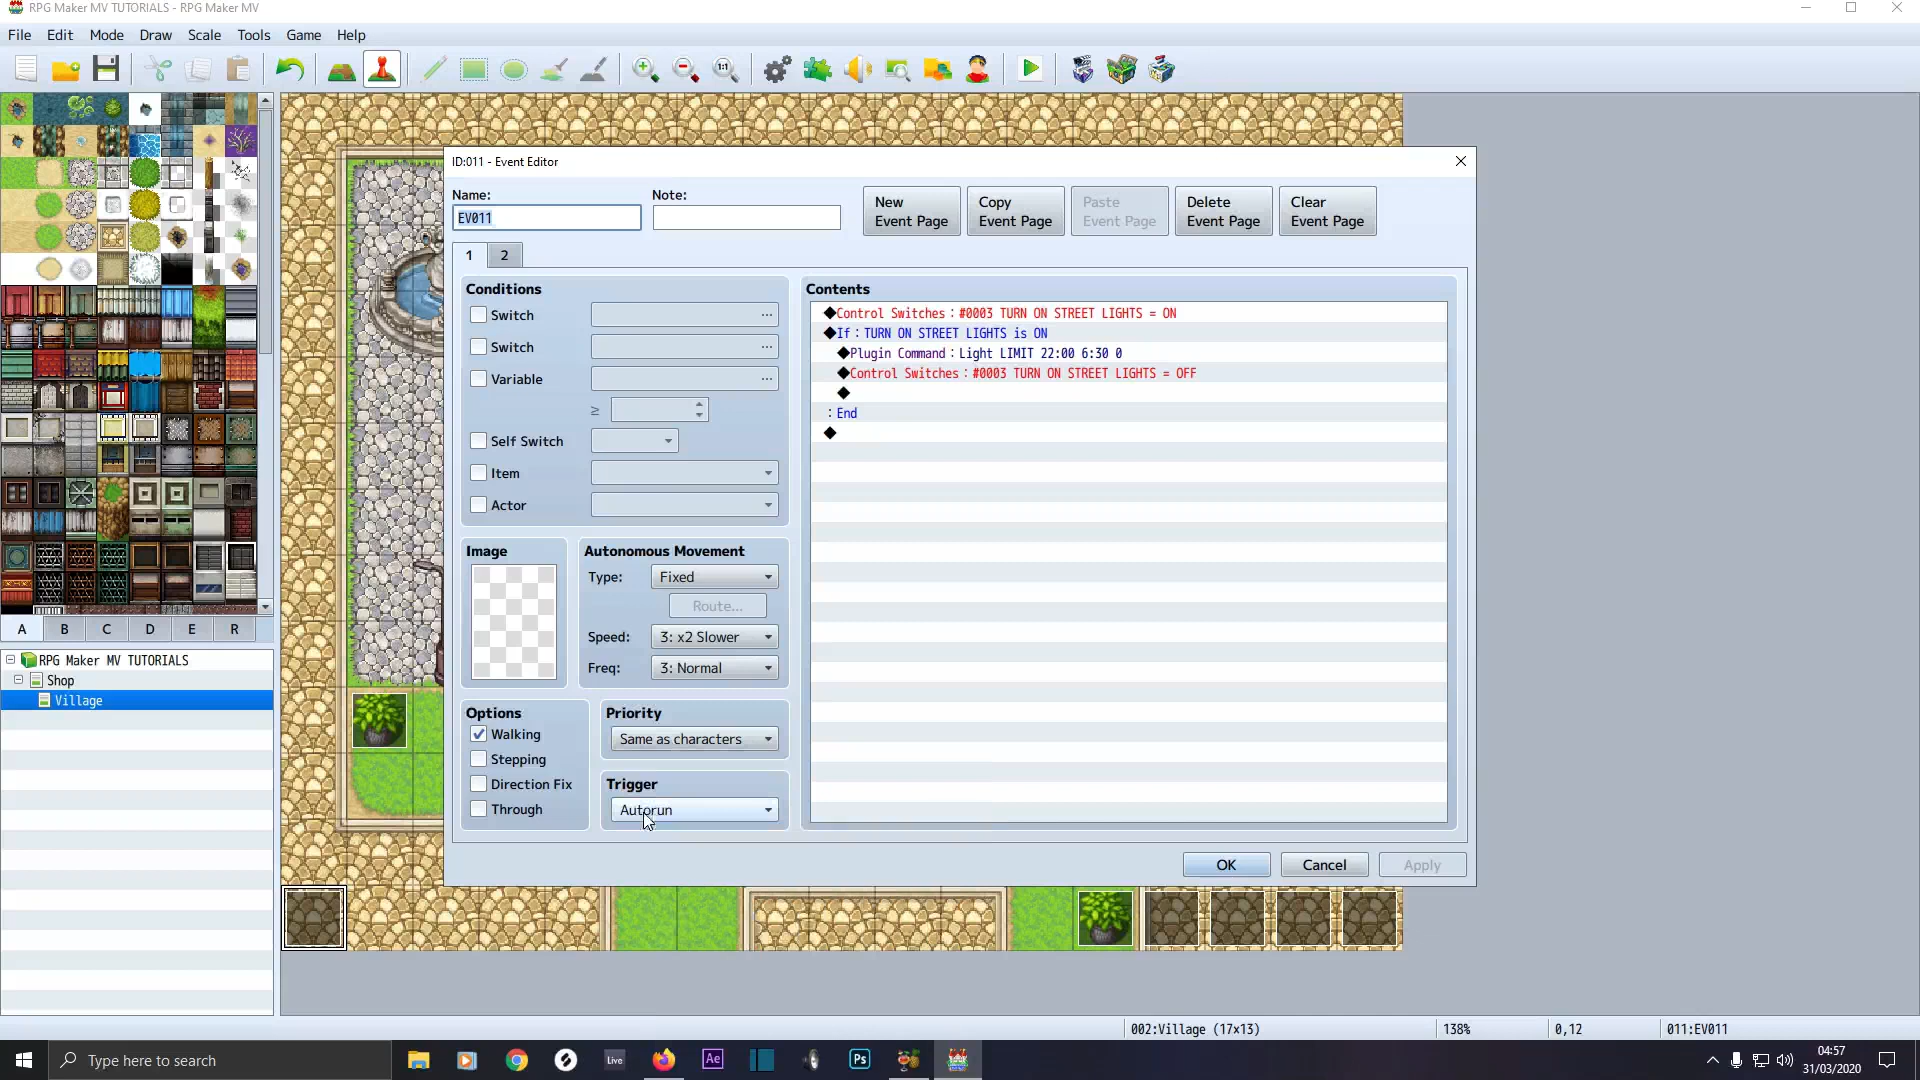 RPG Maker MV TUTORIALS - RPG Maker MV
File Edit Mode Draw Scale Tools Game Help
1:1
ID:011 - Event Editor
Name:
EV011
Note:
New
Event Page
Copy
Event Page
Paste
Event Page
Delete
Event Page
Clear
Event Page
1 2
Conditions
Switch ...
Switch ...
Variable ...
≥
Self Switch
Item
Actor
Image
Autonomous Movement
Type: Fixed
Route...
Speed: 3: x2 Slower
Freq: 3: Normal
Options
Walking
Stepping
Direction Fix
Through
Priority
Same as characters
Trigger
Autorun
Contents
◆Control Switches : #0003 TURN ON STREET LIGHTS = ON
◆If : TURN ON STREET LIGHTS is ON
◆Plugin Command : Light LIMIT 22:00 6:30 0
◆Control Switches : #0003 TURN ON STREET LIGHTS = OFF
◆
: End
◆
OK Cancel Apply
A B C D E R
RPG Maker MV TUTORIALS
Shop
Village
002:Village (17x13) 138% 0,12 011:EV011
Type here to search
Live
Ae
Ps
04:57
31/03/2020